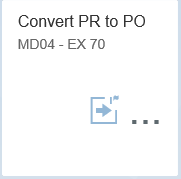 Convert PR to PO
MD04 - EX 70
...